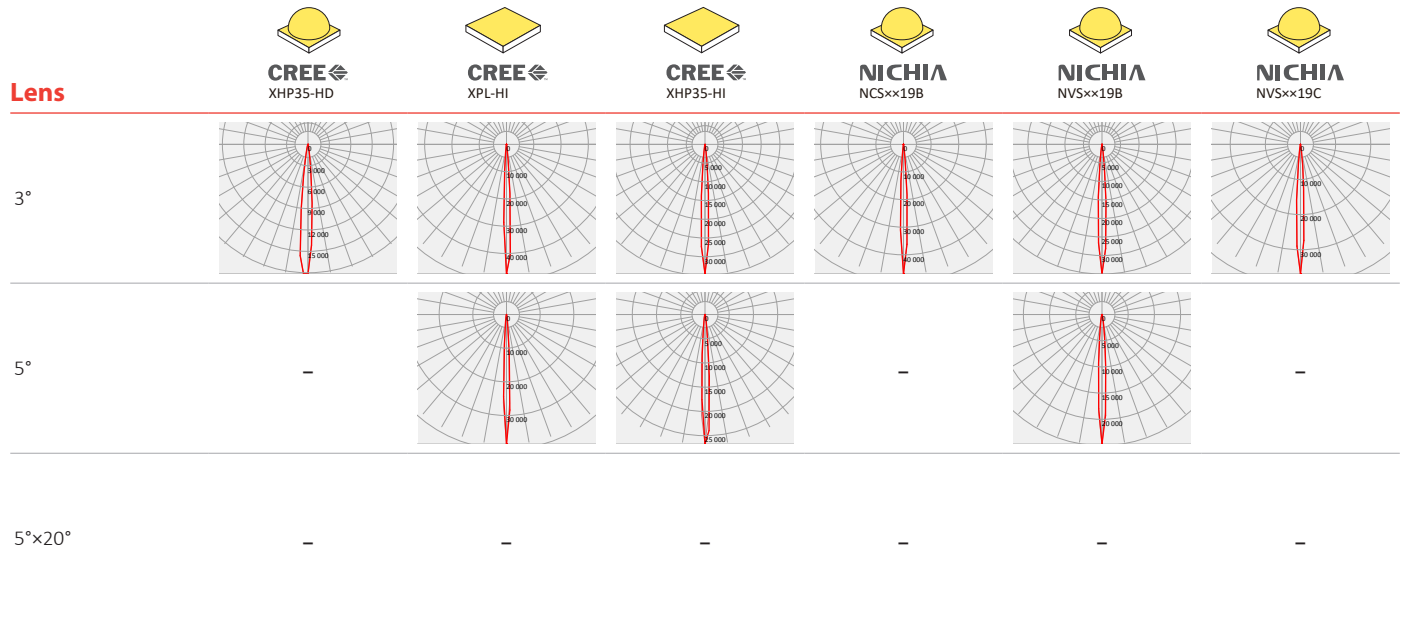 CREE CREE CREE NICHIA NICHIA NICHIA
Lens XHP35-HD XPL-HI XHP35-HI NCS××19B NVS××19B NVS××19C
3°
0 3 000 6 000 9 000 12 000 15 000
0 10 000 20 000 30 000 40 000
0 5 000 10 000 15 000 20 000 25 000 30 000
0 10 000 20 000 30 000 40 000
0 5 000 10 000 15 000 20 000 25 000 30 000
0 10 000 20 000 30 000
5°
–
0 10 000 20 000 30 000
0 5 000 10 000 15 000 20 000 25 000
–
0 5 000 10 000 15 000 20 000
–
5°×20° – – – – – –